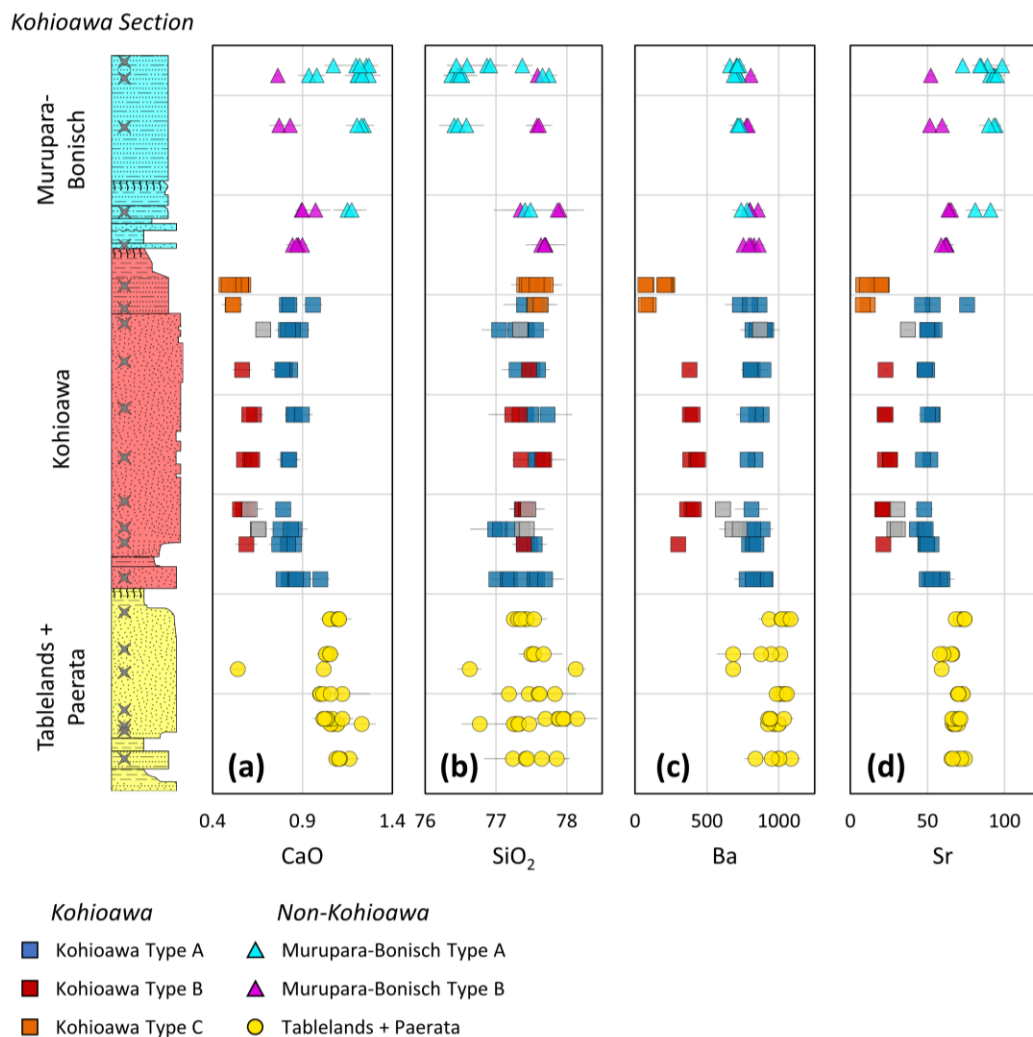 Kohioawa Section
Murupara-
Bonisch
Kohioawa
Tablelands +
Paerata
(a)
(b)
(c)
(d)
0.4 0.9 1.4
76 77 78
0 500 1000
0 50 100
CaO
SiO₂
Ba
Sr
Kohioawa
Kohioawa Type A
Kohioawa Type B
Kohioawa Type C
Non-Kohioawa
Murupara-Bonisch Type A
Murupara-Bonisch Type B
Tablelands + Paerata